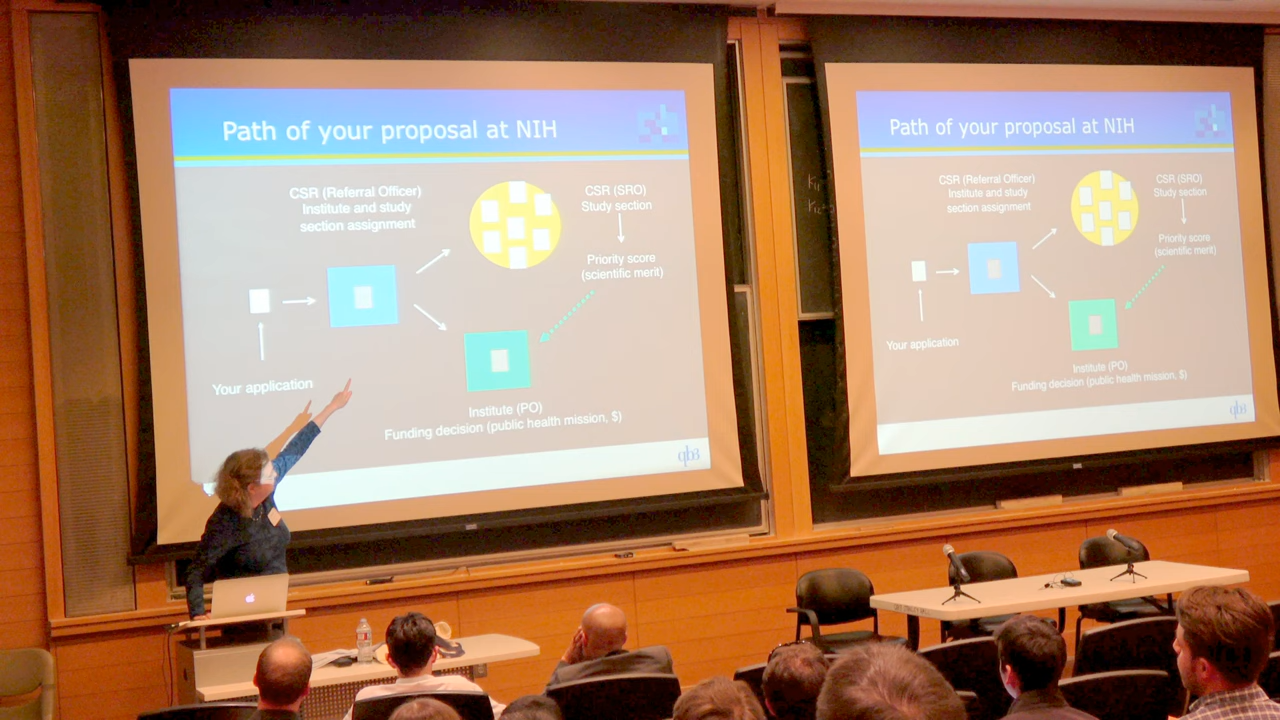 Path of your proposal at NIH
CSR (Referral Officer)
Institute and study
section assignment
CSR (SRO)
Study section
Priority score
(scientific merit)
Your application
Institute (PO)
Funding decision (public health mission, $)
qb3
Path of your proposal at NIH
CSR (Referral Officer)
Institute and study
section assignment
CSR (SRO)
Study section
Priority score
(scientific merit)
Your application
Institute (PO)
Funding decision (public health mission, $)
qb3